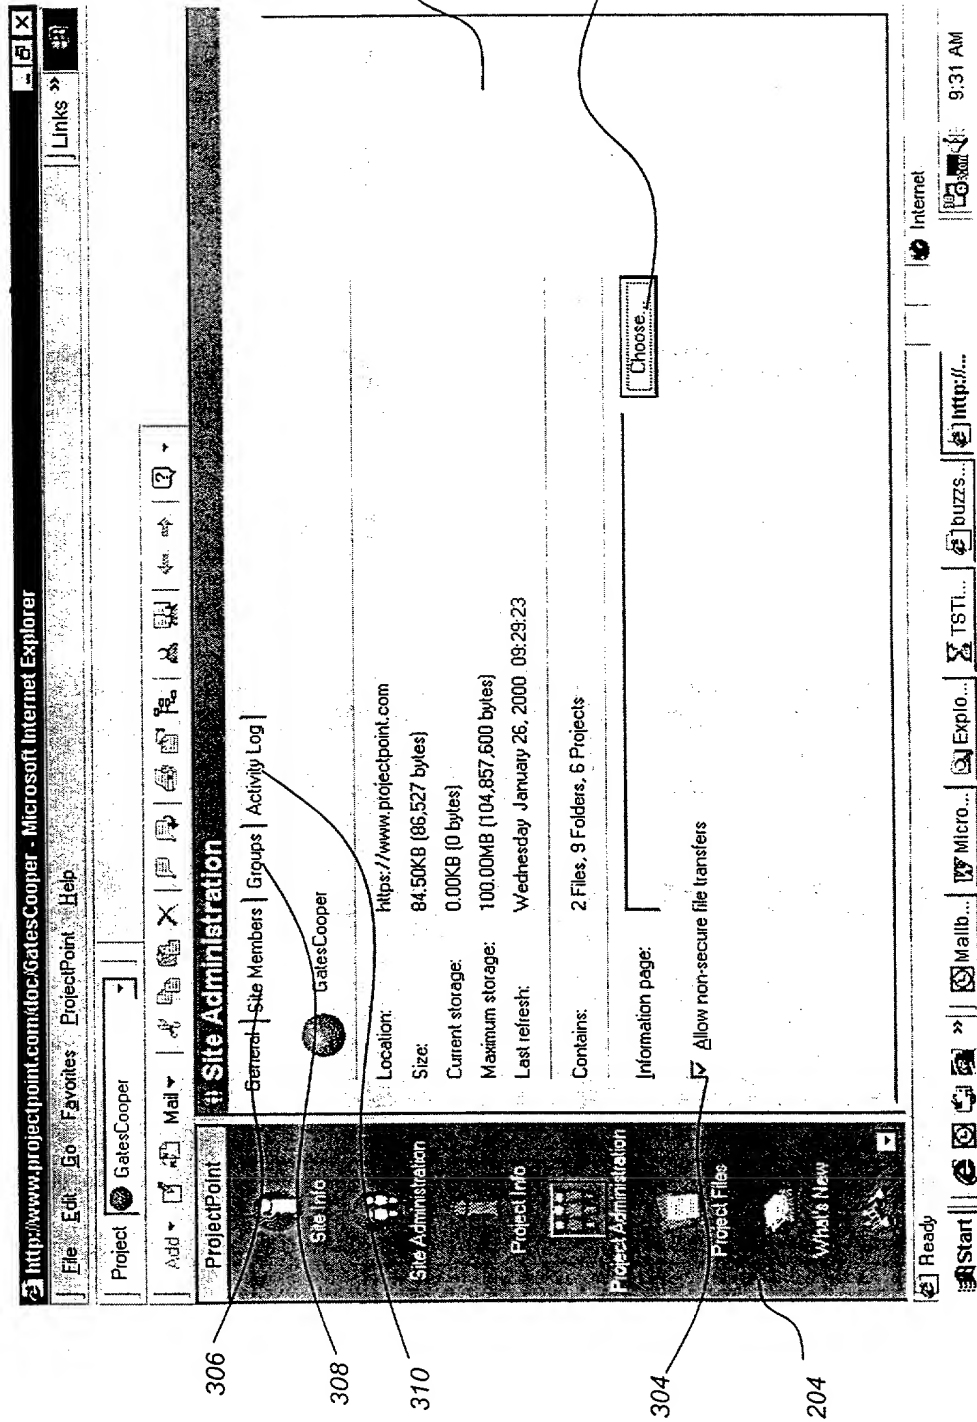 http://www.projectpoint.com/doc/GatesCooper - Microsoft Internet Explorer
File Edit Go Favorites ProjectPoint Help
Links »
Project GatesCooper
Add Mail
ProjectPoint
Site Administration
Site Info
Site Administration
Project Info
Project Administration
Project Files
What's New
General Site Members Groups Activity Log
GatesCooper
Location: https://www.projectpoint.com
Size: 84.50KB (86,527 bytes)
Current storage: 0.00KB (0 bytes)
Maximum storage: 100.00MB (104,857,600 bytes)
Last refresh: Wednesday January 26, 2000 09:29:23
Contains: 2 Files, 9 Folders, 6 Projects
Information page: Choose...
Allow non-secure file transfers
Ready Internet
Start » Mailb... Micro... Explo... TSTi... buzzs... http://... 9:31 AM
306
308
310
304
204